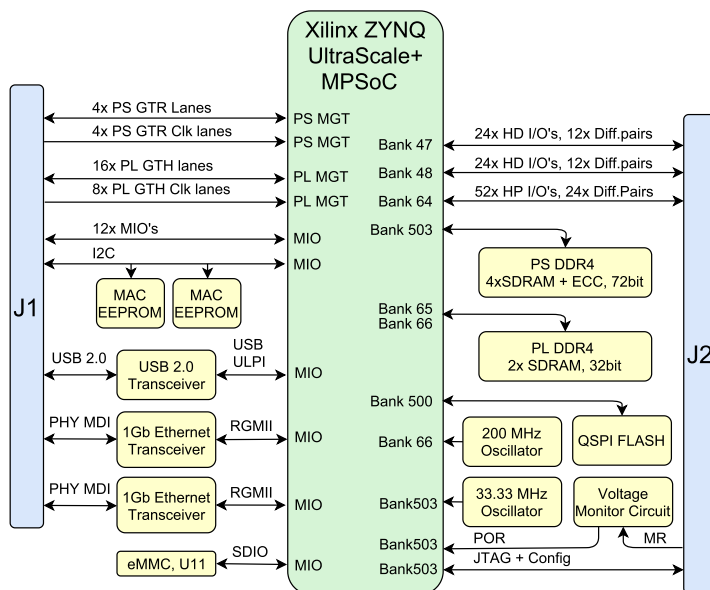 Xilinx ZYNQ
UltraScale+
MPSoC
J1
4x PS GTR Lanes
PS MGT
4x PS GTR Clk lanes
PS MGT
16x PL GTH lanes
PL MGT
8x PL GTH Clk lanes
PL MGT
12x MIO's
MIO
I2C
MIO
MAC
EEPROM
MAC
EEPROM
USB 2.0
USB 2.0
Transceiver
USB
ULPI
MIO
PHY MDI
1Gb Ethernet
Transceiver
RGMII
MIO
PHY MDI
1Gb Ethernet
Transceiver
RGMII
MIO
eMMC, U11
SDIO
MIO
Bank 47
24x HD I/O's, 12x Diff.pairs
Bank 48
24x HD I/O's, 12x Diff.pairs
Bank 64
52x HP I/O's, 24x Diff.Pairs
Bank 503
PS DDR4
4xSDRAM + ECC, 72bit
Bank 65
Bank 66
PL DDR4
2x SDRAM, 32bit
Bank 500
QSPI FLASH
Bank 66
200 MHz
Oscillator
Bank503
33.33 MHz
Oscillator
Voltage
Monitor Circuit
Bank503
POR
MR
Bank503
JTAG + Config
J2